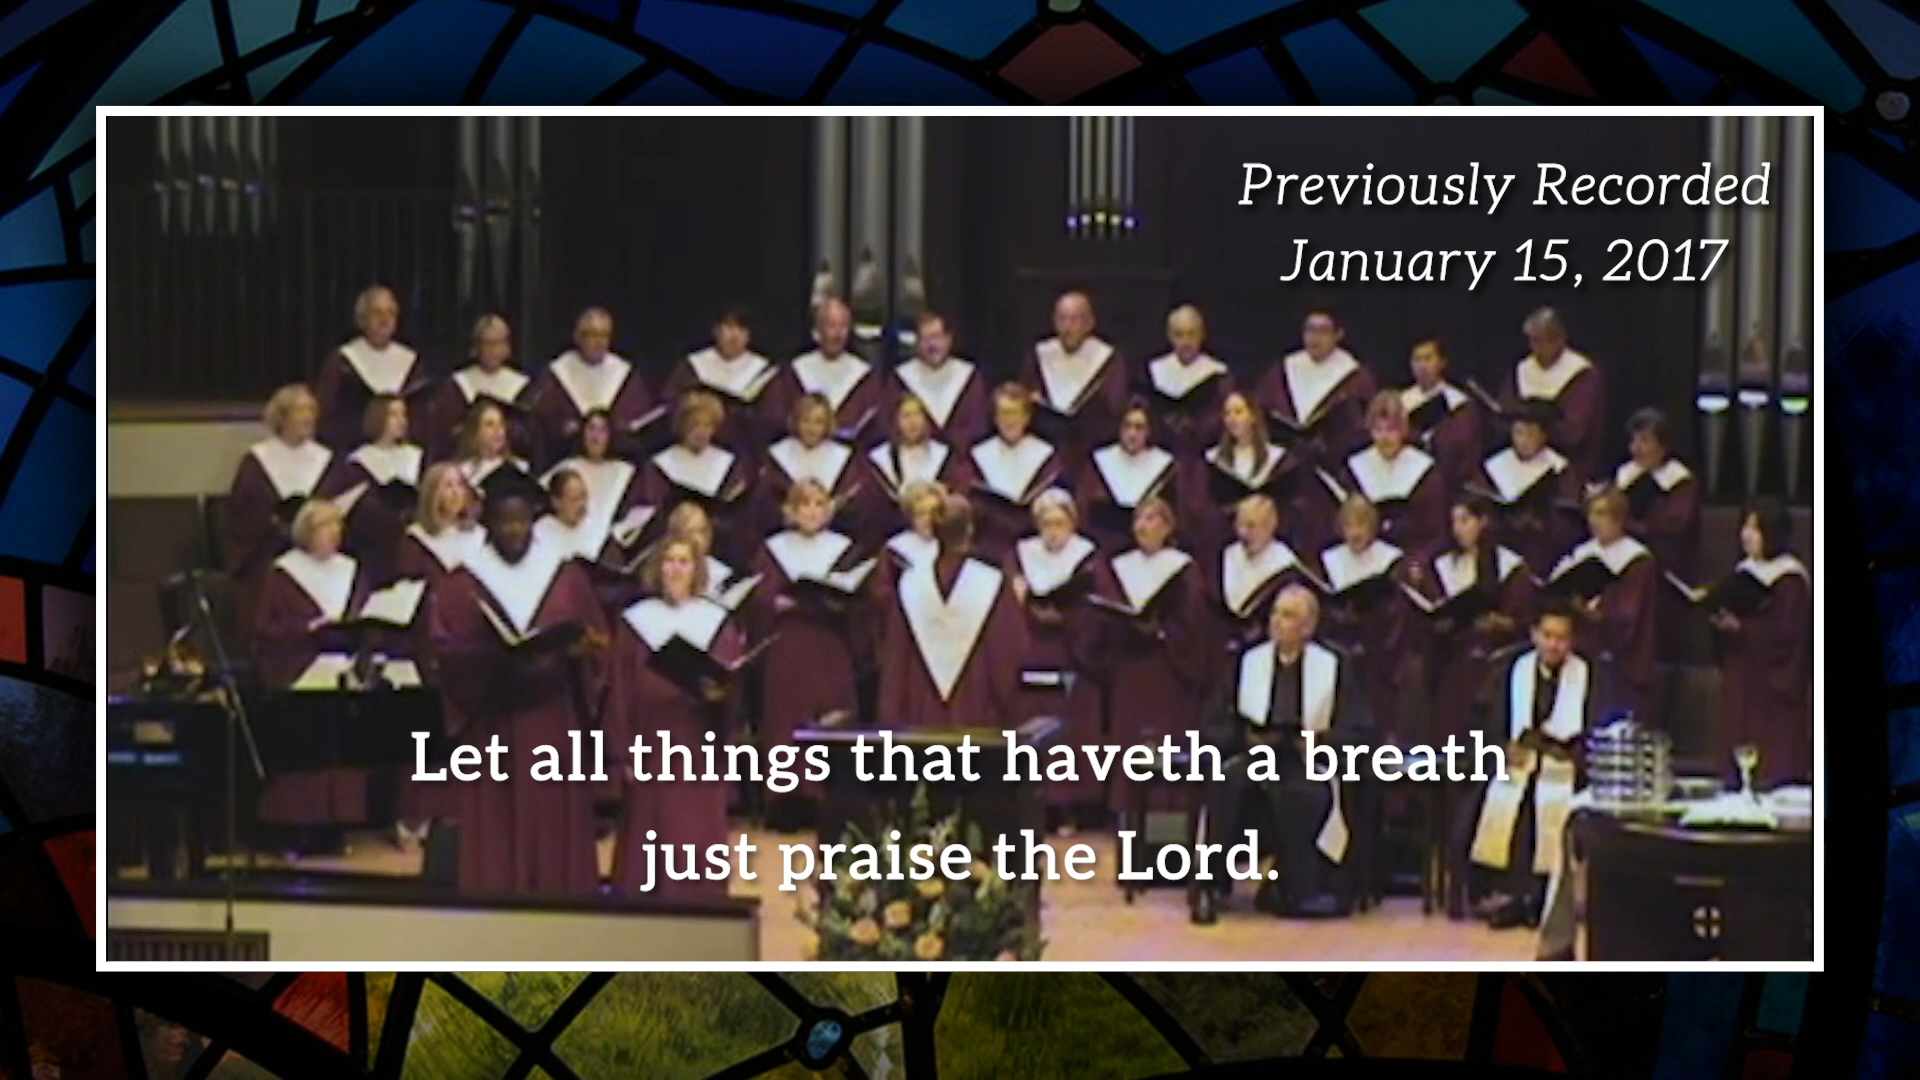 Previously Recorded
January 15, 2017
Let all things that haveth a breath
just praise the Lord.